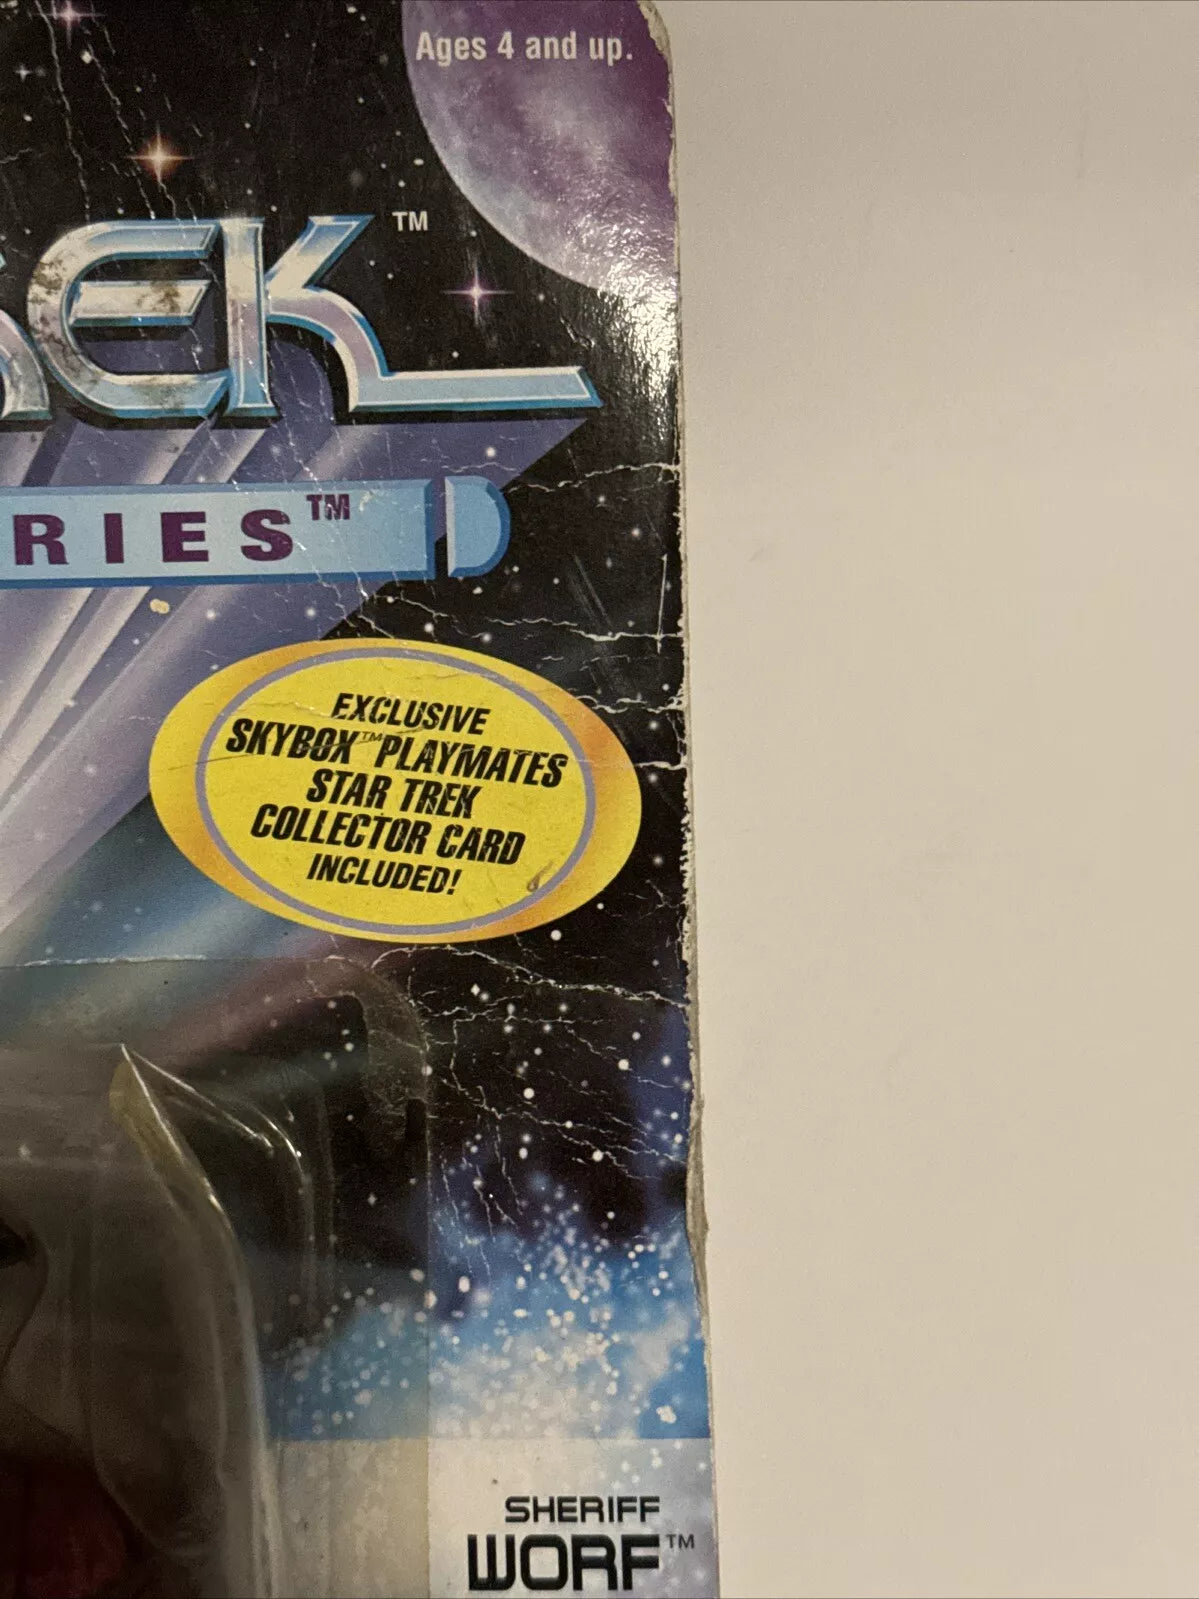 Ages 4 and up.
EK™
RIES™
EXCLUSIVE
SKYBOX™ PLAYMATES
STAR TREK
COLLECTOR CARD
INCLUDED!
SHERIFF
WORF™